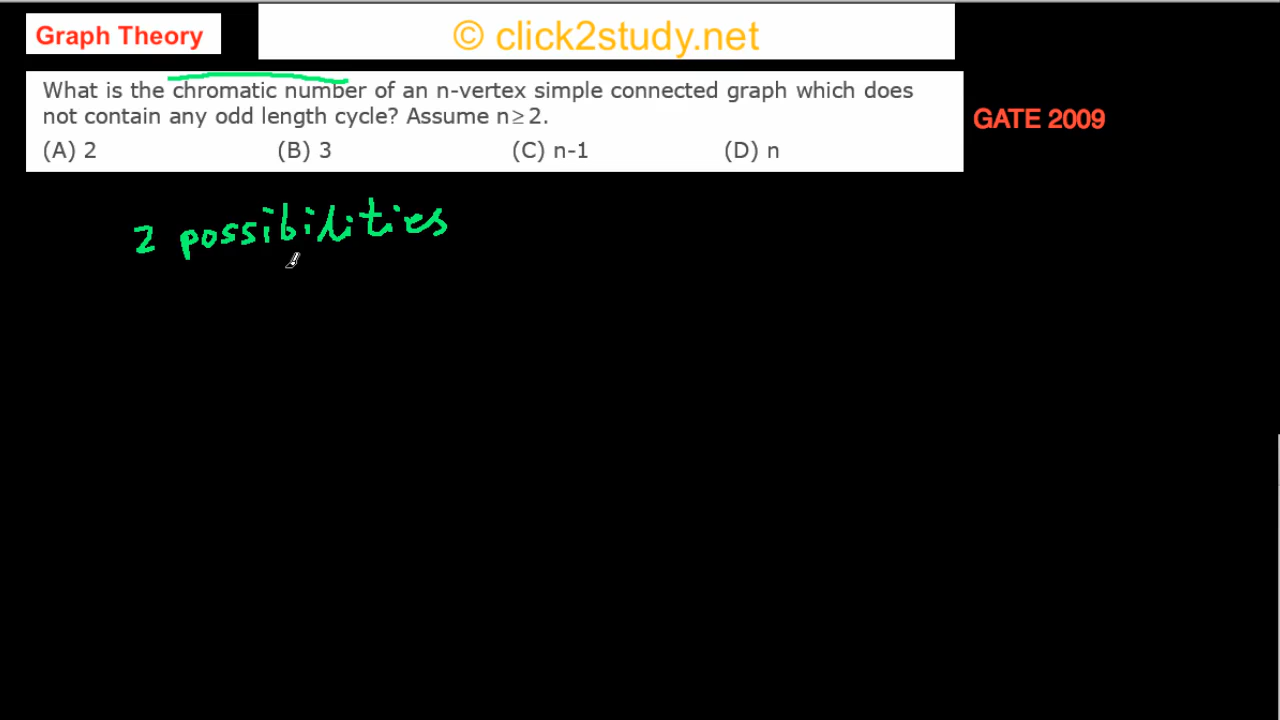 Graph Theory
© click2study.net
What is the chromatic number of an n-vertex simple connected graph which does
not contain any odd length cycle? Assume n≥2.
(A) 2 (B) 3 (C) n-1 (D) n
GATE 2009
2 possibilities